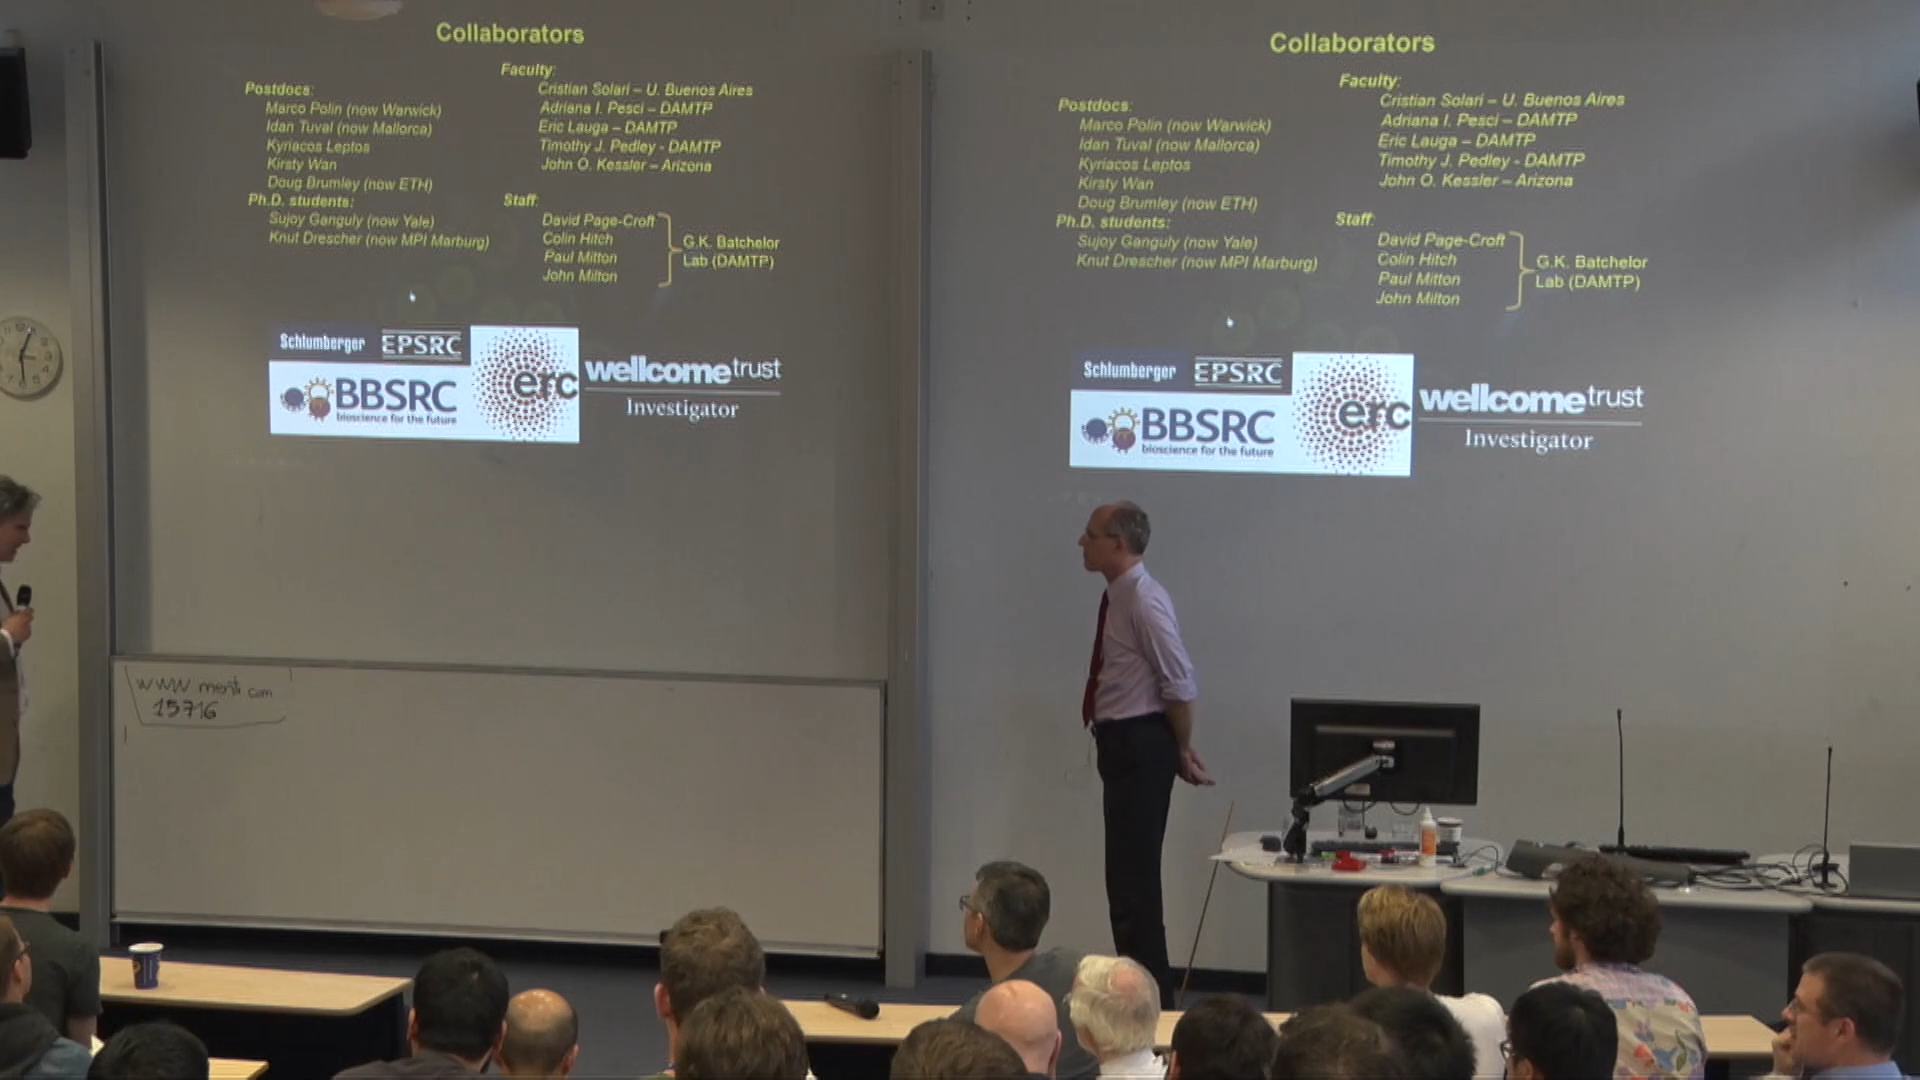 Collaborators
Postdocs:
Marco Polin (now Warwick)
Idan Tuval (now Mallorca)
Kyriacos Leptos
Kirsty Wan
Doug Brumley (now ETH)
Ph.D. students:
Sujoy Ganguly (now Yale)
Knut Drescher (now MPI Marburg)
Faculty:
Cristian Solari – U. Buenos Aires
Adriana I. Pesci – DAMTP
Eric Lauga – DAMTP
Timothy J. Pedley - DAMTP
John O. Kessler – Arizona
Staff:
David Page-Croft
Colin Hitch
Paul Mitton
John Milton
G.K. Batchelor
Lab (DAMTP)
Schlumberger
EPSRC
BBSRC
bioscience for the future
erc
wellcometrust
Investigator
Collaborators
Postdocs:
Marco Polin (now Warwick)
Idan Tuval (now Mallorca)
Kyriacos Leptos
Kirsty Wan
Doug Brumley (now ETH)
Ph.D. students:
Sujoy Ganguly (now Yale)
Knut Drescher (now MPI Marburg)
Faculty:
Cristian Solari – U. Buenos Aires
Adriana I. Pesci – DAMTP
Eric Lauga – DAMTP
Timothy J. Pedley - DAMTP
John O. Kessler – Arizona
Staff:
David Page-Croft
Colin Hitch
Paul Mitton
John Milton
G.K. Batchelor
Lab (DAMTP)
Schlumberger
EPSRC
BBSRC
bioscience for the future
erc
wellcometrust
Investigator
www menti com
15716